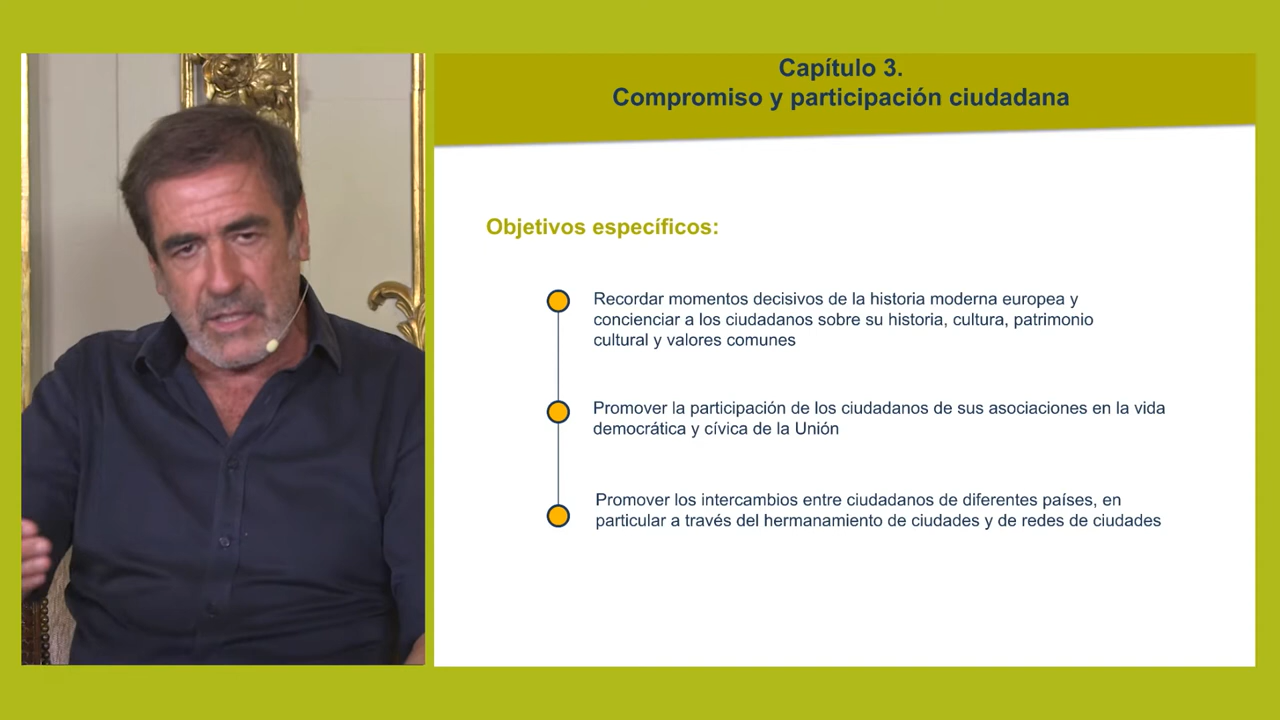 Capítulo 3.
Compromiso y participación ciudadana
Objetivos específicos:
Recordar momentos decisivos de la historia moderna europea y
concienciar a los ciudadanos sobre su historia, cultura, patrimonio
cultural y valores comunes
Promover la participación de los ciudadanos de sus asociaciones en la vida
democrática y cívica de la Unión
Promover los intercambios entre ciudadanos de diferentes países, en
particular a través del hermanamiento de ciudades y de redes de ciudades